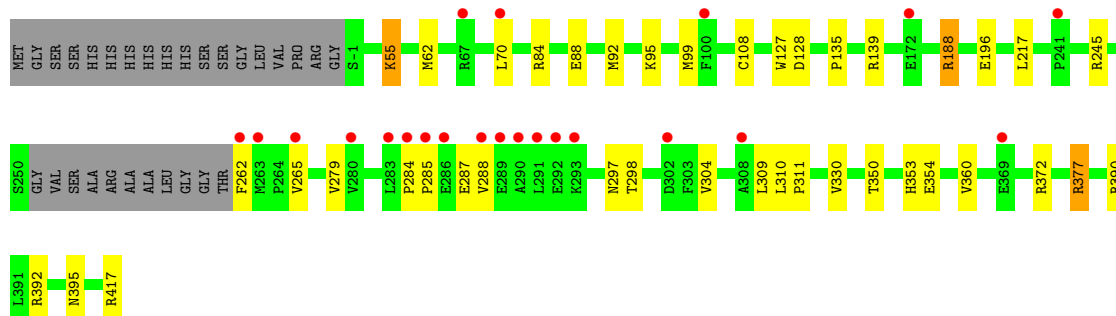 MET GLY SER SER HIS HIS HIS HIS HIS HIS SER SER GLY LEU VAL PRO ARG GLY S-1 K55 M62 R67 L70 R84 E88 M92 K95 M99 F100 C108 W127 D128 P135 R139 E172 R188 E196 L217 P241 R245
S250 GLY VAL SER ALA ARG ALA ALA LEU GLY GLY THR F262 M263 P264 V265 V279 V280 L283 P284 P285 E286 E287 V288 E289 A290 L291 E292 K293 N297 T298 D302 F303 V304 A308 L309 L310 P311 V330 T350 H353 E354 V360 E369 R372 R377 R390
L391 R392 N395 R417